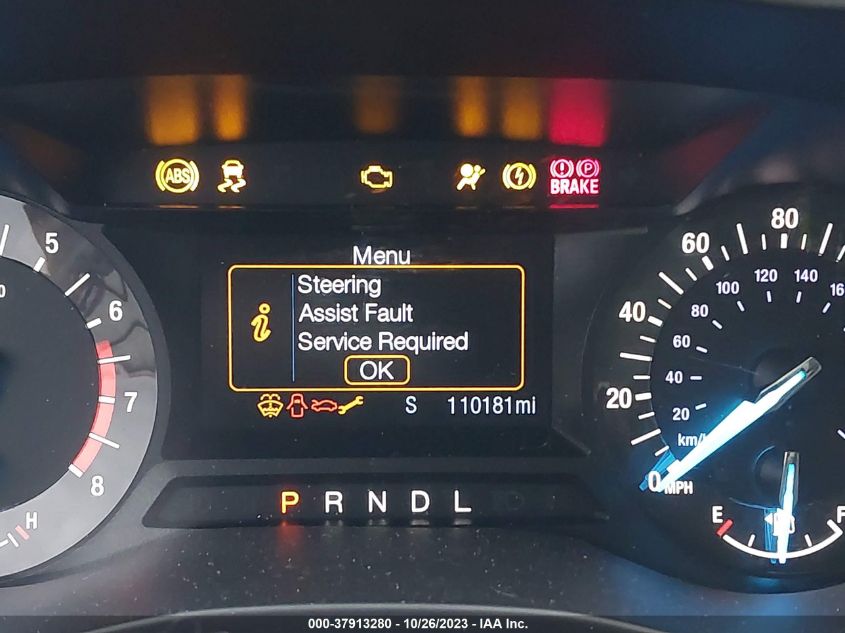 ABS
BRAKE
Menu
Steering
Assist Fault
Service Required
OK
S 110181mi
P R N D L
5
6
7
8
H
0 20 40 60 80
MPH
20 40 60 80 100 120 140
E F
000-37913280 - 10/26/2023 - IAA Inc.